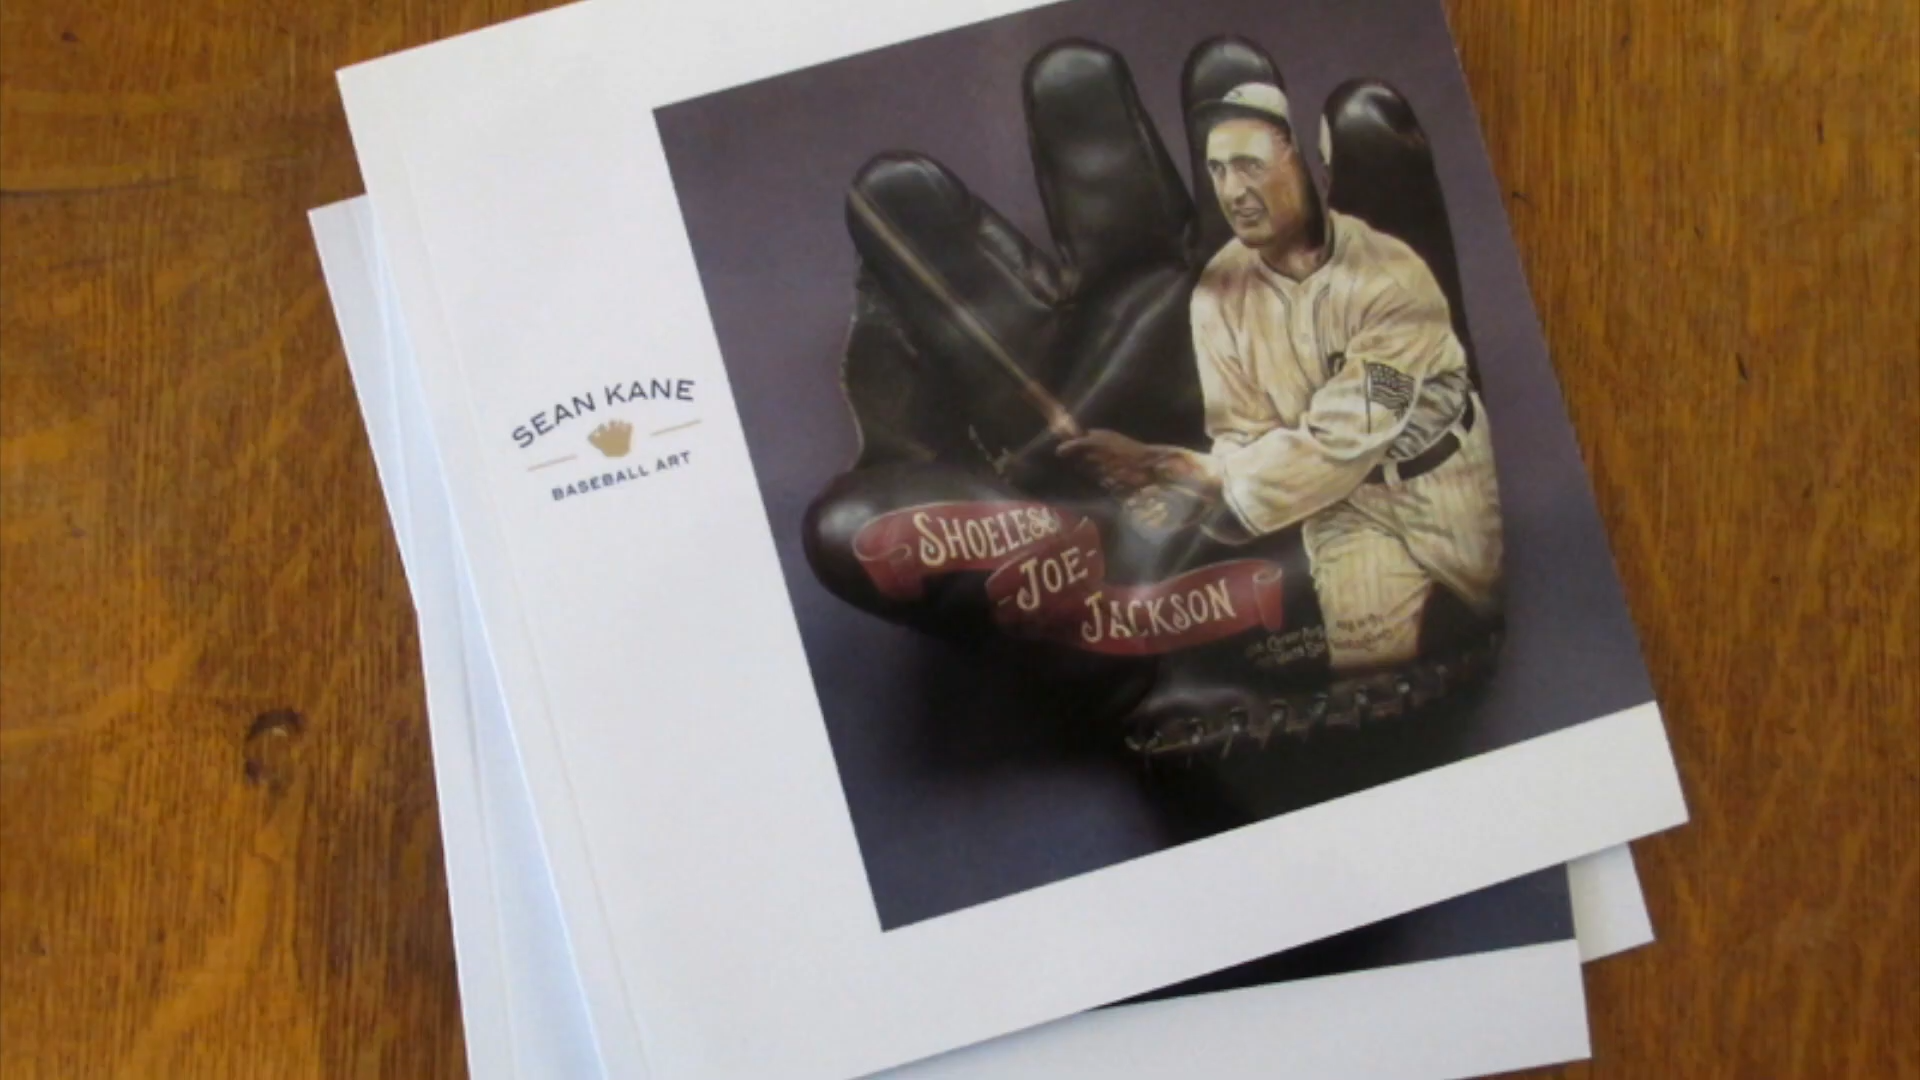 SEAN KANE
BASEBALL ART
SHOELESS
-JOE-
JACKSON